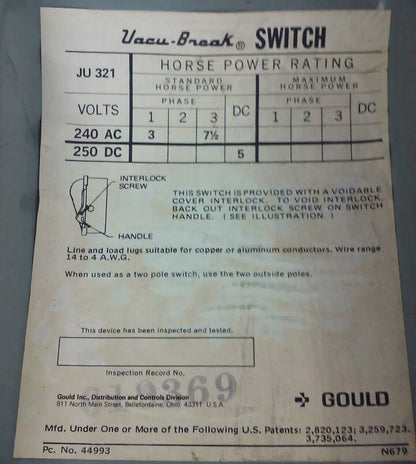 Vacu-Break® SWITCH
JU 321
HORSE POWER RATING
STANDARD HORSE POWER
MAXIMUM HORSE POWER
VOLTS
PHASE
DC
PHASE
DC
1 2 3
1 2 3
240 AC 3 7½
250 DC 5
INTERLOCK SCREW
HANDLE
THIS SWITCH IS PROVIDED WITH A VOIDABLE
COVER INTERLOCK. TO VOID INTERLOCK,
BACK OUT INTERLOCK SCREW ON SWITCH
HANDLE. ( SEE ILLUSTRATION. )
Line and load lugs suitable for copper or aluminum conductors. Wire range
14 to 4 A.W.G.
When used as a two pole switch, use the two outside poles.
This device has been inspected and tested.
Inspection Record No.
9369
Gould Inc., Distribution and Controls Division
811 North Main Street, Bellefontaine, Ohio 43311 U.S.A.
GOULD
Mfd. Under One or More of the Following U.S. Patents: 2,820,123; 3,259,723.
3,735,064.
Pc. No. 44993
N679